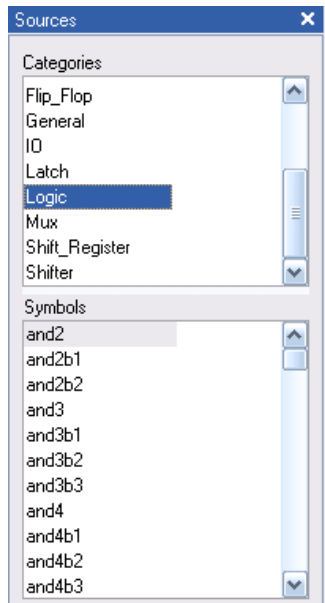 Sources
Categories
Flip_Flop
General
IO
Latch
Logic
Mux
Shift_Register
Shifter
Symbols
and2
and2b1
and2b2
and3
and3b1
and3b2
and3b3
and4
and4b1
and4b2
and4b3